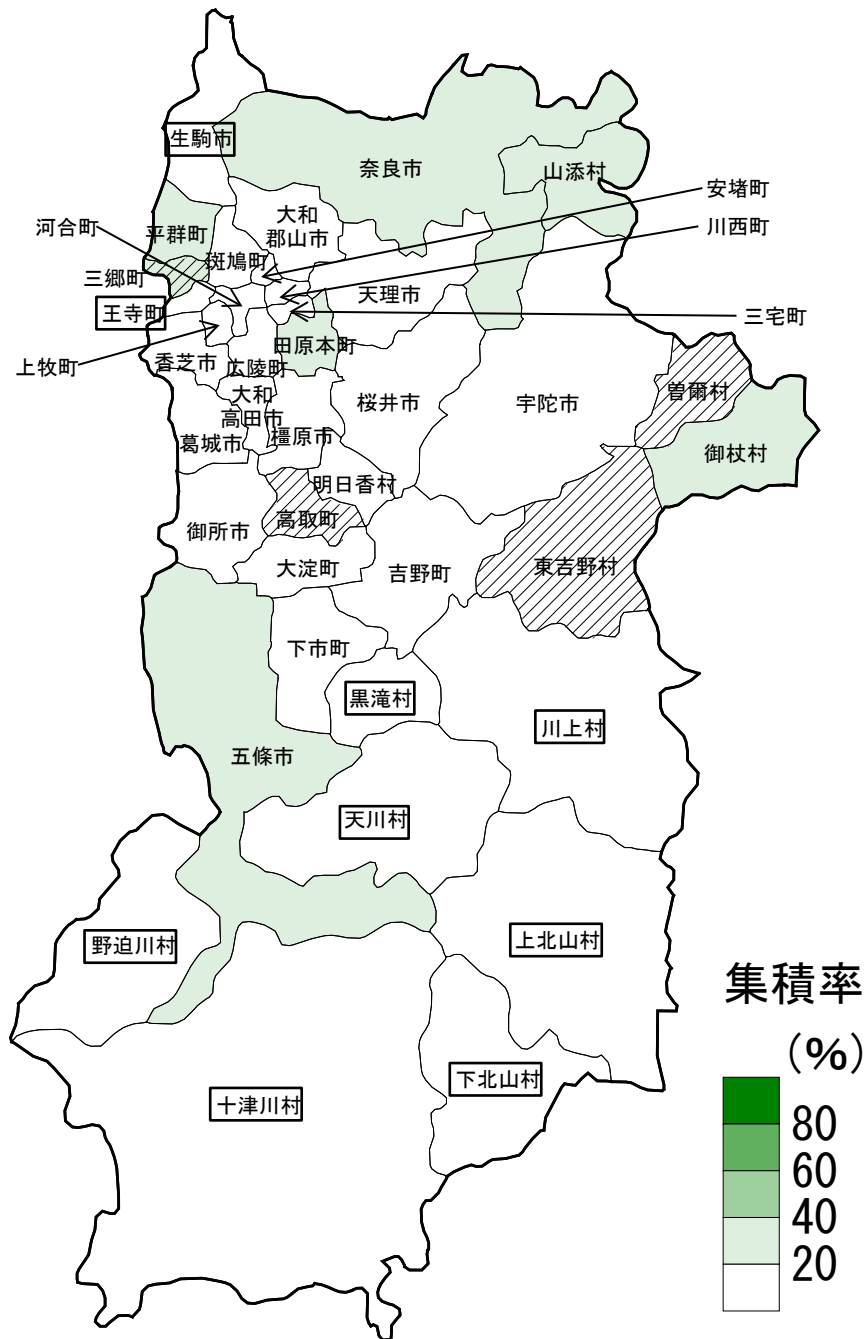 生駒市
奈良市
山添村
安堵町
大和
郡山市
川西町
河合町
平群町
斑鳩町
三郷町
天理市
王寺町
三宅町
田原本町
上牧町
香芝市
広陵町
曽爾村
大和
高田市
桜井市
宇陀市
葛城市
橿原市
御杖村
明日香村
御所市
高取町
大淀町
吉野町
東吉野村
下市町
黒滝村
川上村
五條市
天川村
野迫川村
上北山村
下北山村
十津川村
集積率
(%)
80
60
40
20